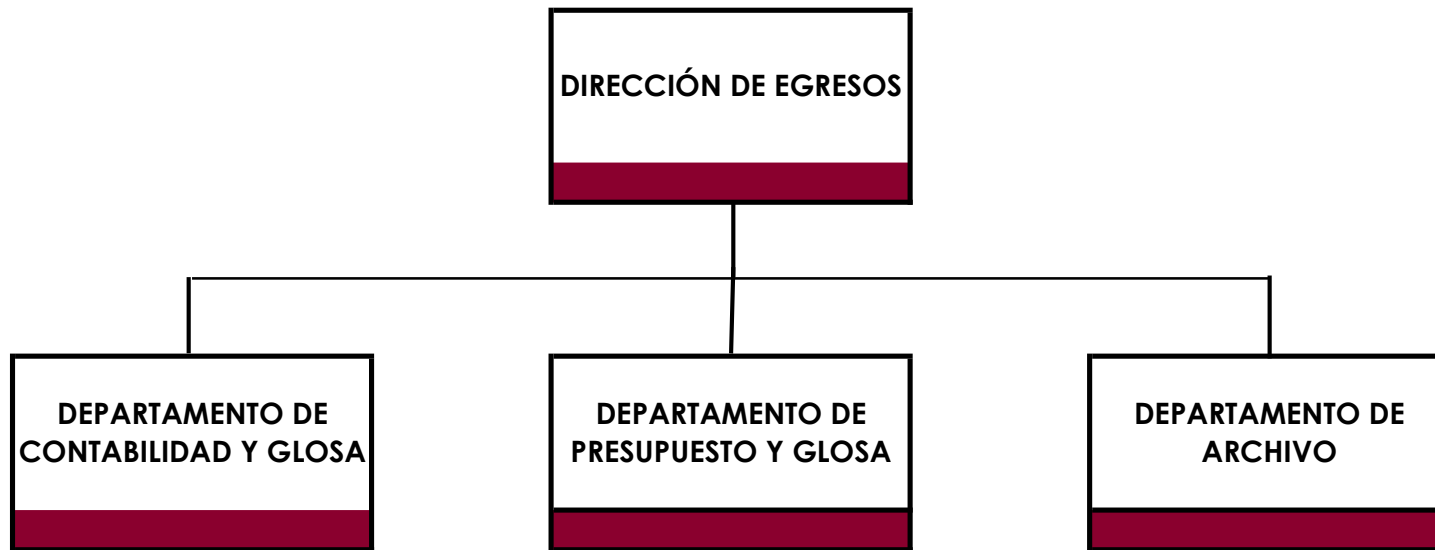 DIRECCIÓN DE EGRESOS
DEPARTAMENTO DE
CONTABILIDAD Y GLOSA
DEPARTAMENTO DE
PRESUPUESTO Y GLOSA
DEPARTAMENTO DE
ARCHIVO